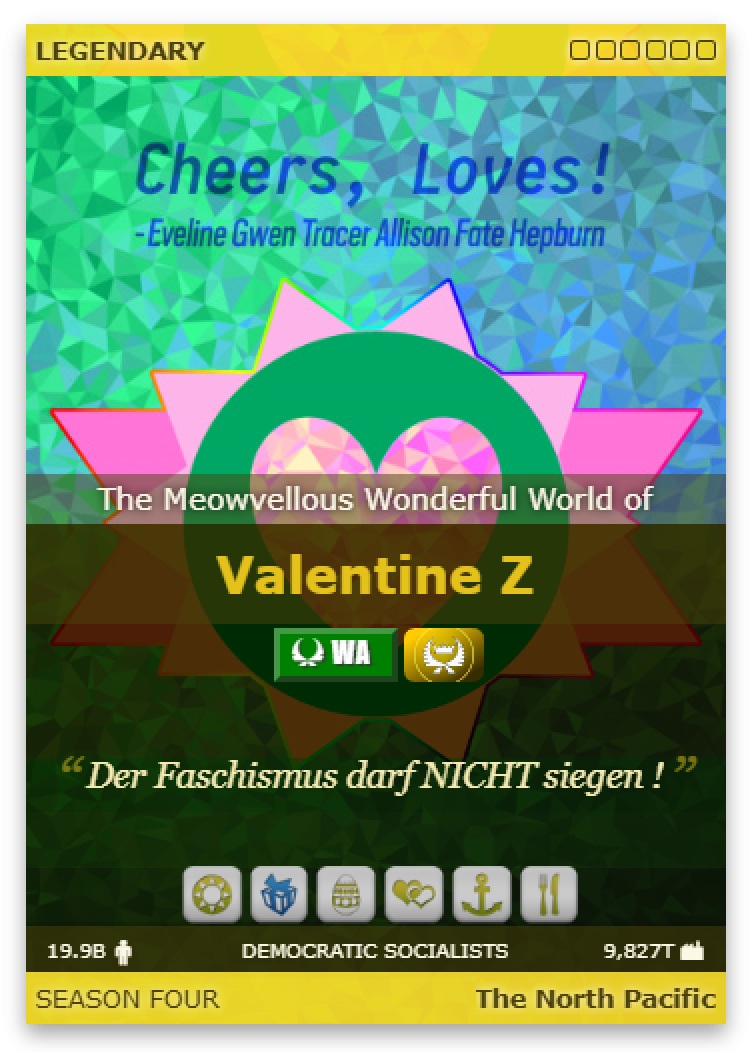 LEGENDARY
Cheers, Loves!
-Eveline Gwen Tracer Allison Fate Hepburn
The Meowvellous Wonderful World of
Valentine Z
WA
“Der Faschismus darf NICHT siegen !”
19.9B DEMOCRATIC SOCIALISTS 9,827T
SEASON FOUR The North Pacific